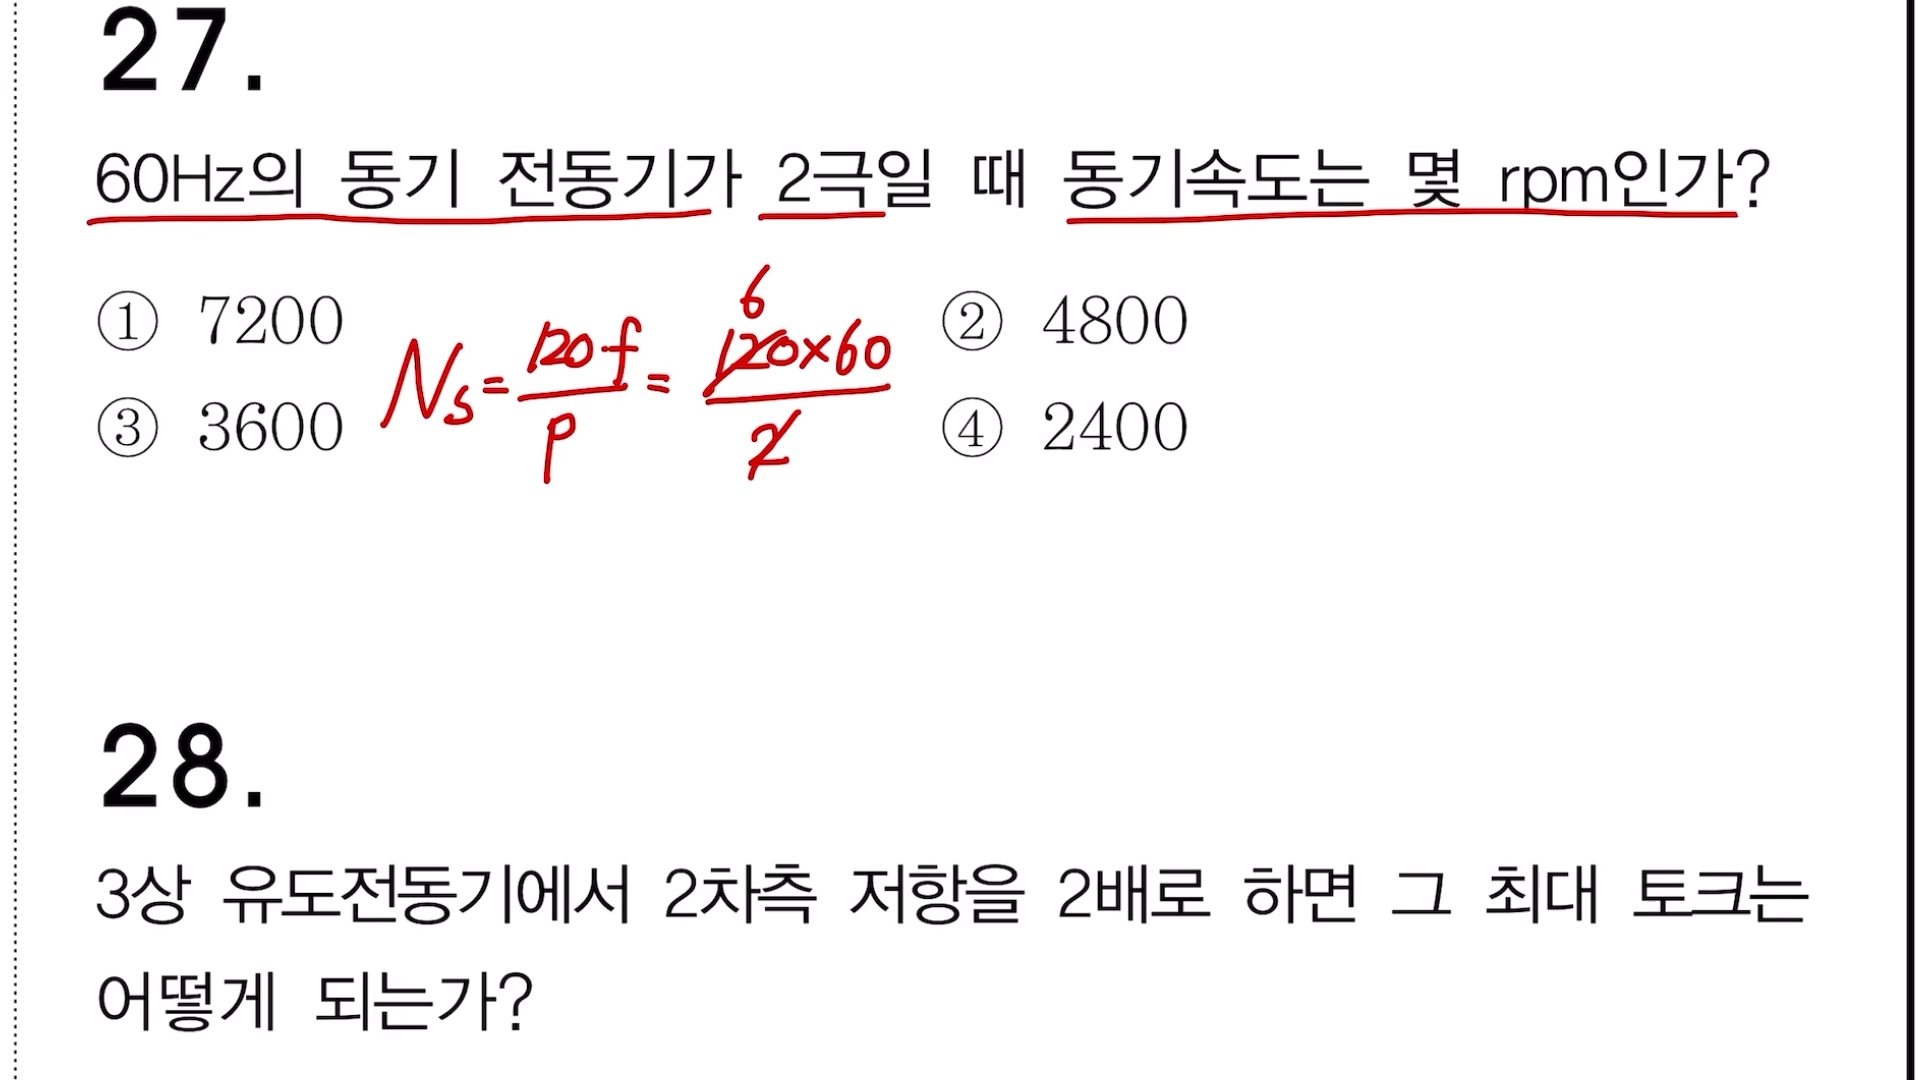 27.
60Hz의 동기 전동기가 2극일 때 동기속도는 몇 rpm인가?
① 7200 ② 4800
③ 3600 ④ 2400
Ns = 120f / P = 120×60 / 2
6
28.
3상 유도전동기에서 2차측 저항을 2배로 하면 그 최대 토크는
어떻게 되는가?